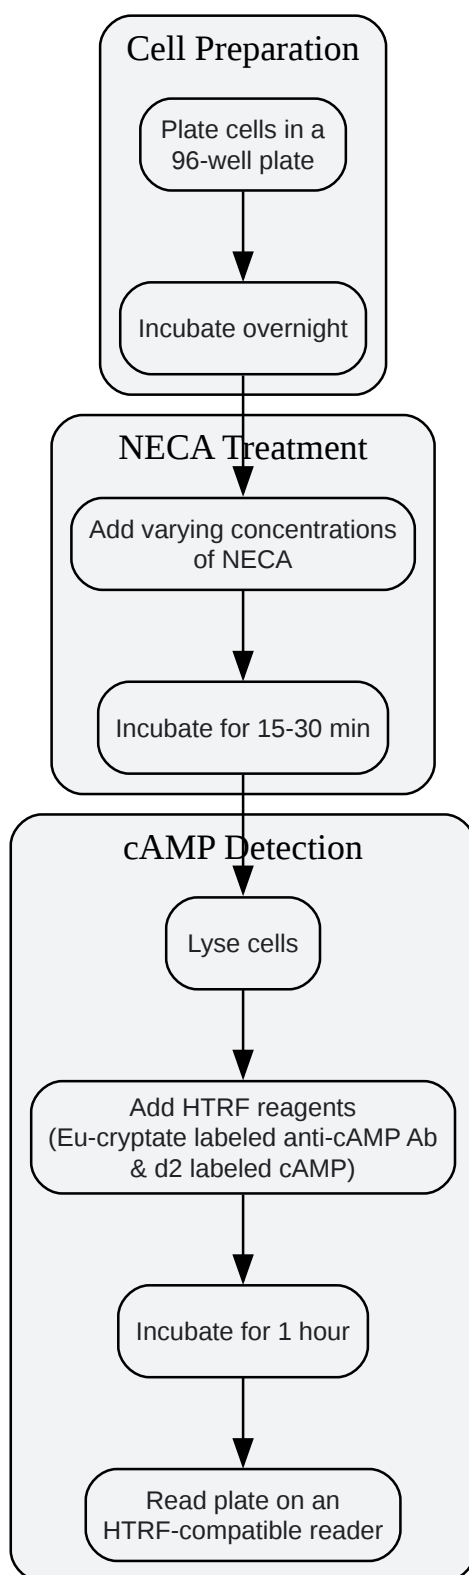 Cell Preparation
Plate cells in a
96-well plate
Incubate overnight
NECA Treatment
Add varying concentrations
of NECA
Incubate for 15-30 min
cAMP Detection
Lyse cells
Add HTRF reagents
(Eu-cryptate labeled anti-cAMP Ab
& d2 labeled cAMP)
Incubate for 1 hour
Read plate on an
HTRF-compatible reader